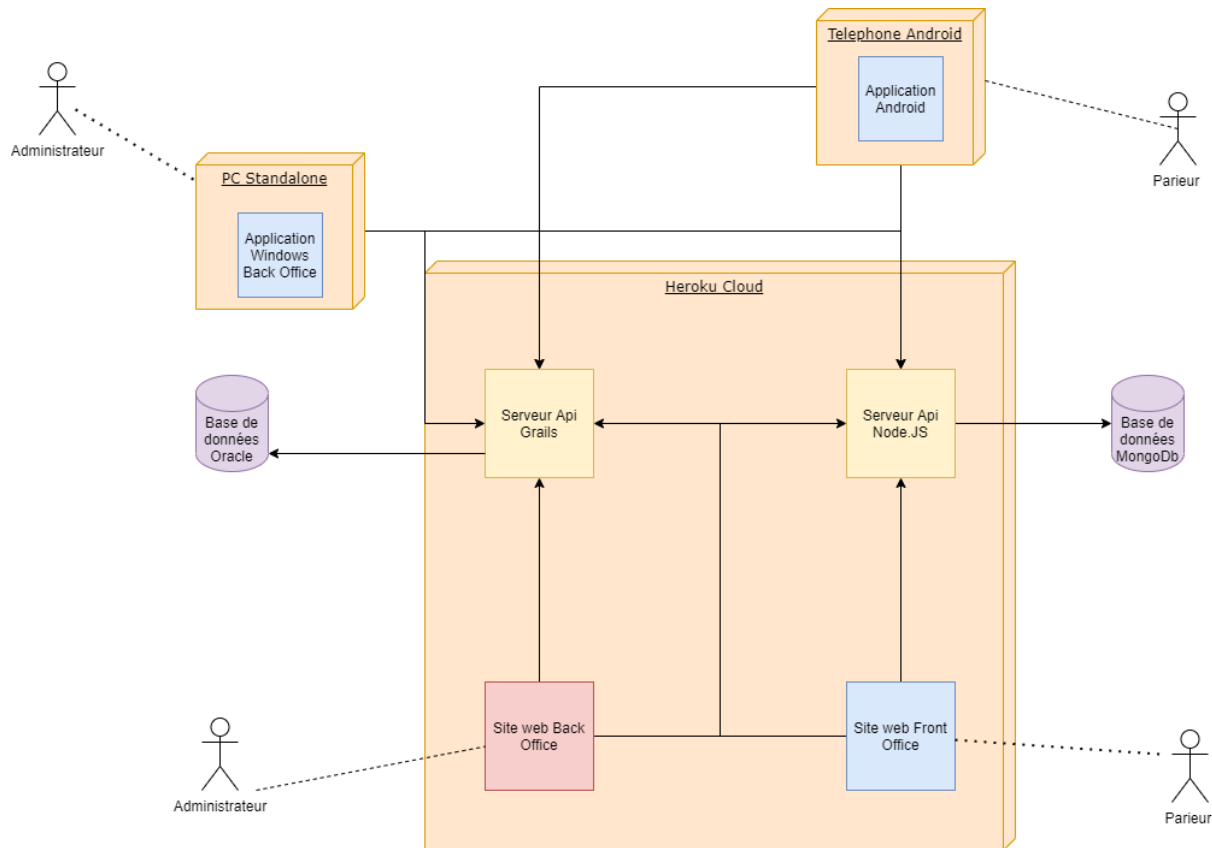 Telephone Android
Application
Android
Administrateur
Parieur
PC Standalone
Application
Windows
Back Office
Heroku Cloud
Base de
données
Oracle
Serveur Api
Grails
Serveur Api
Node.JS
Base de
données
MongoDb
Site web Back
Office
Site web Front
Office
Administrateur
Parieur